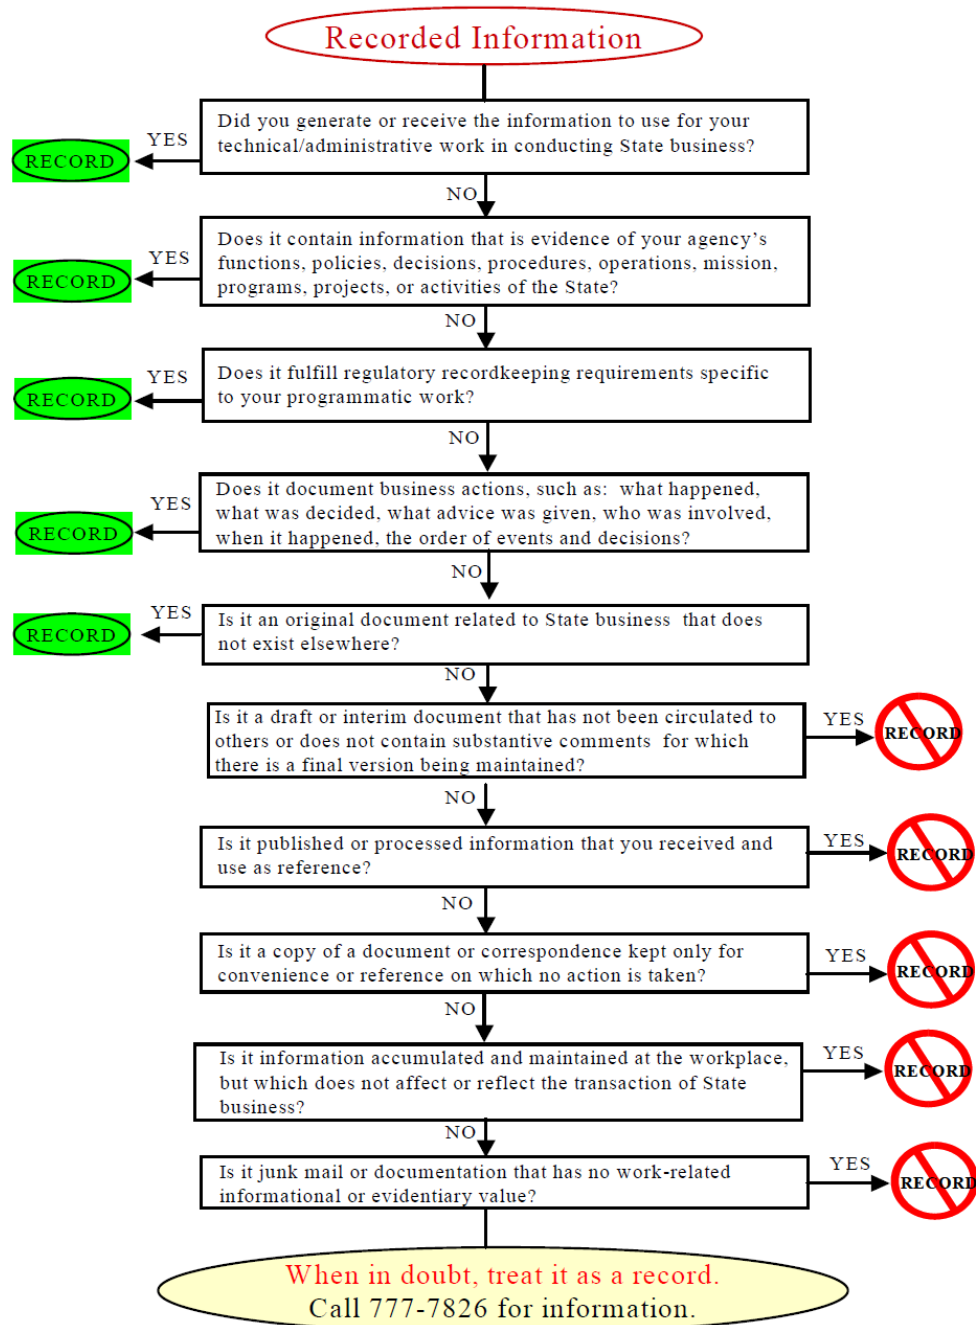 Recorded Information
Did you generate or receive the information to use for your
technical/administrative work in conducting State business?
YES
RECORD
NO
Does it contain information that is evidence of your agency’s
functions, policies, decisions, procedures, operations, mission,
programs, projects, or activities of the State?
YES
RECORD
NO
Does it fulfill regulatory recordkeeping requirements specific
to your programmatic work?
YES
RECORD
NO
Does it document business actions, such as: what happened,
what was decided, what advice was given, who was involved,
when it happened, the order of events and decisions?
YES
RECORD
NO
Is it an original document related to State business that does
not exist elsewhere?
YES
RECORD
NO
Is it a draft or interim document that has not been circulated to
others or does not contain substantive comments for which
there is a final version being maintained?
YES
RECORD
NO
Is it published or processed information that you received and
use as reference?
YES
RECORD
NO
Is it a copy of a document or correspondence kept only for
convenience or reference on which no action is taken?
YES
RECORD
NO
Is it information accumulated and maintained at the workplace,
but which does not affect or reflect the transaction of State
business?
YES
RECORD
NO
Is it junk mail or documentation that has no work-related
informational or evidentiary value?
YES
RECORD
When in doubt, treat it as a record.
Call 777-7826 for information.